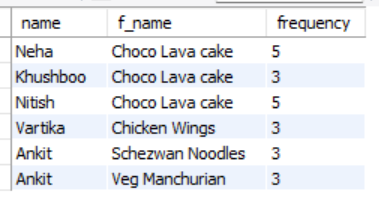 name f_name frequency
Neha Choco Lava cake 5
Khushboo Choco Lava cake 3
Nitish Choco Lava cake 5
Vartika Chicken Wings 3
Ankit Schezwan Noodles 3
Ankit Veg Manchurian 3